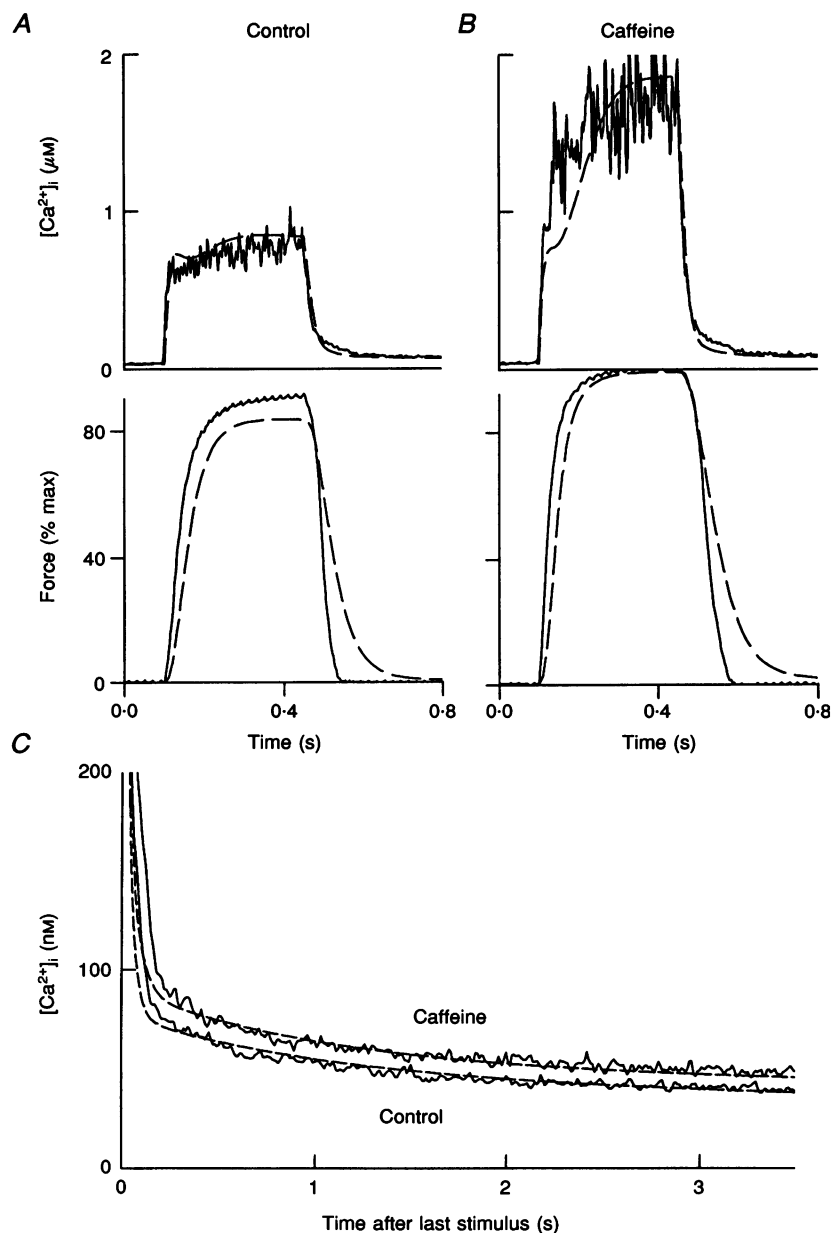 A
Control
B
Caffeine
2
1
0
[Ca²⁺]ᵢ (μM)
80
40
0
Force (% max)
0·0
0·4
0·8
0·0
0·4
0·8
Time (s)
Time (s)
C
200
100
0
[Ca²⁺]ᵢ (nM)
Caffeine
Control
0
1
2
3
Time after last stimulus (s)